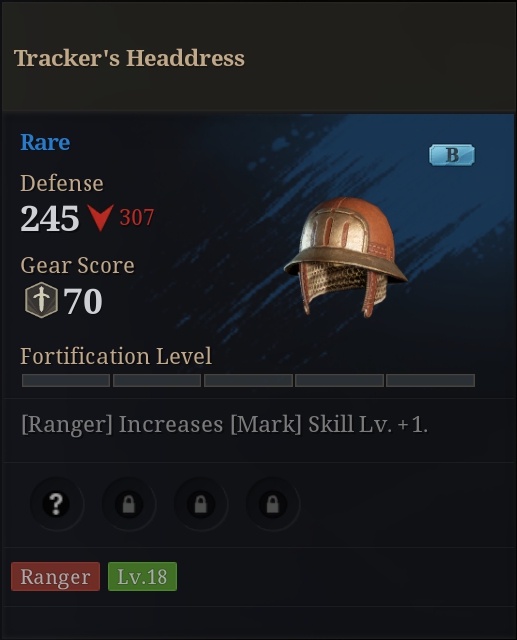 Tracker's Headdress
Rare
B
Defense
245 307
Gear Score
70
Fortification Level
[Ranger] Increases [Mark] Skill Lv. +1.
?
Ranger Lv.18